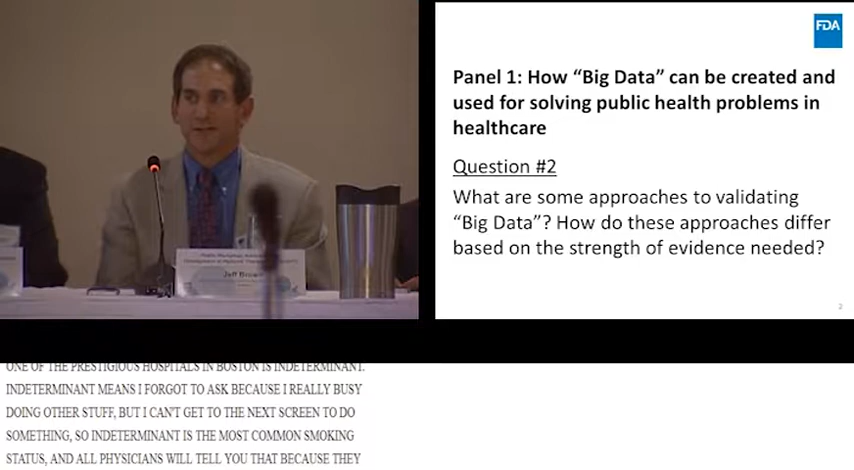 FDA
Panel 1: How “Big Data” can be created and
used for solving public health problems in
healthcare
Question #2
What are some approaches to validating
“Big Data”? How do these approaches differ
based on the strength of evidence needed?
2
Jeff Brown
ONE OF THE PRESTIGIOUS HOSPITALS IN BOSTON IS INDETERMINANT.
INDETERMINANT MEANS I FORGOT TO ASK BECAUSE I REALLY BUSY
DOING OTHER STUFF, BUT I CAN'T GET TO THE NEXT SCREEN TO DO
SOMETHING, SO INDETERMINANT IS THE MOST COMMON SMOKING
STATUS, AND ALL PHYSICIANS WILL TELL YOU THAT BECAUSE THEY